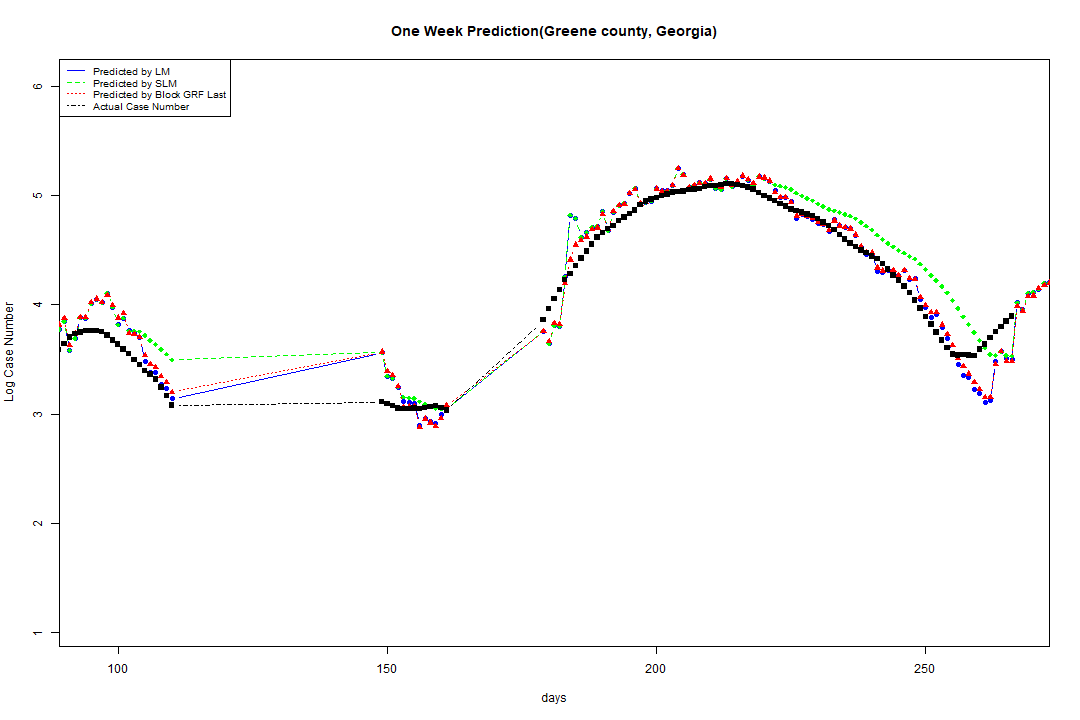 One Week Prediction(Greene county, Georgia)
Predicted by LM
Predicted by SLM
Predicted by Block GRF Last
Actual Case Number
Log Case Number
6
5
4
3
2
1
100 150 200 250
days